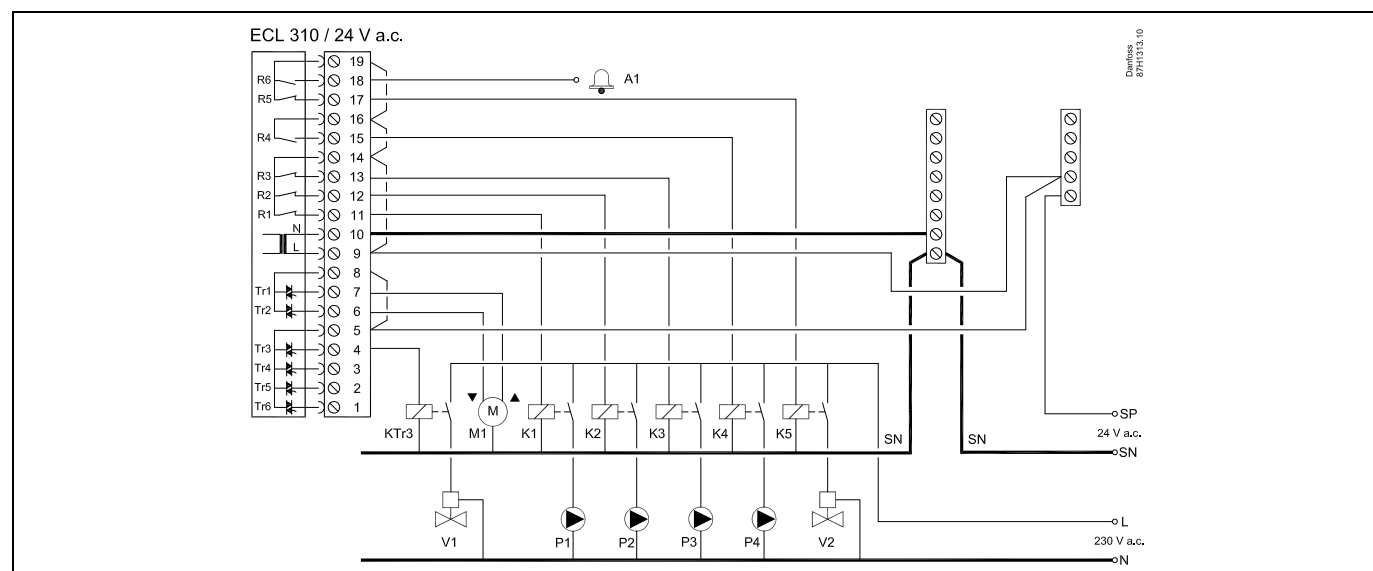 ECL 310 / 24 V a.c.
Danfoss
87H1313.10
19
R6 18 A1
R5 17
16
R4 15
14
R3 13
R2 12
R1 11
N 10
L 9
8
Tr1 7
Tr2 6
5
Tr3 4
Tr4 3
Tr5 2
Tr6 1
M
KTr3 M1 K1 K2 K3 K4 K5 SN SN
SP
24 V a.c.
SN
L
V1 P1 P2 P3 P4 V2
230 V a.c.
N